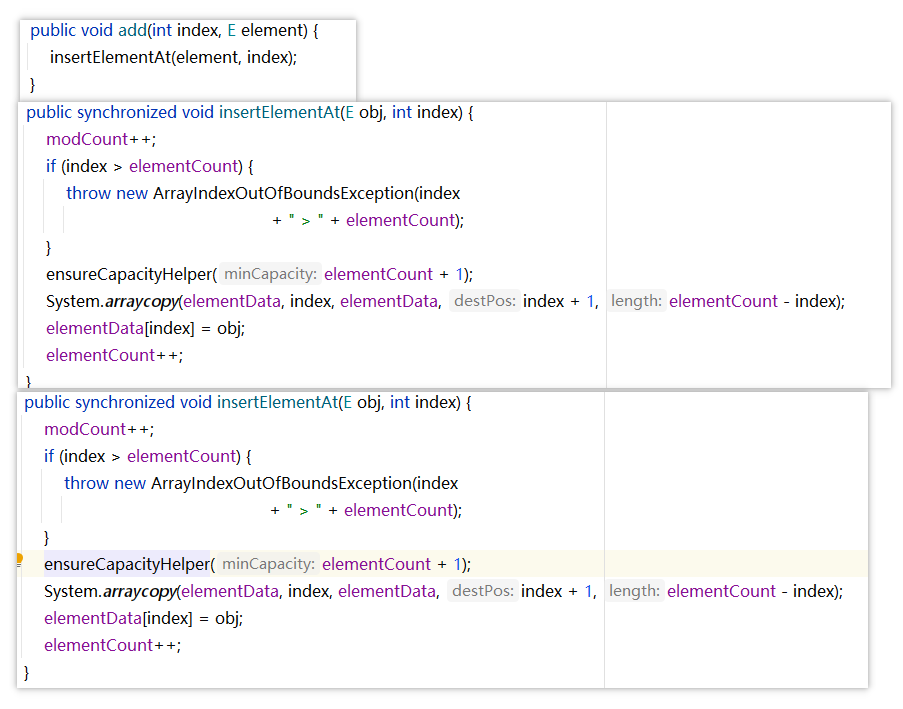 public void add(int index, E element) {
insertElementAt(element, index);
}
public synchronized void insertElementAt(E obj, int index) {
modCount++;
if (index > elementCount) {
throw new ArrayIndexOutOfBoundsException(index
+ " > " + elementCount);
}
ensureCapacityHelper( minCapacity: elementCount + 1);
System.arraycopy(elementData, index, elementData, destPos: index + 1, length: elementCount - index);
elementData[index] = obj;
elementCount++;
}
public synchronized void insertElementAt(E obj, int index) {
modCount++;
if (index > elementCount) {
throw new ArrayIndexOutOfBoundsException(index
+ " > " + elementCount);
}
ensureCapacityHelper( minCapacity: elementCount + 1);
System.arraycopy(elementData, index, elementData, destPos: index + 1, length: elementCount - index);
elementData[index] = obj;
elementCount++;
}